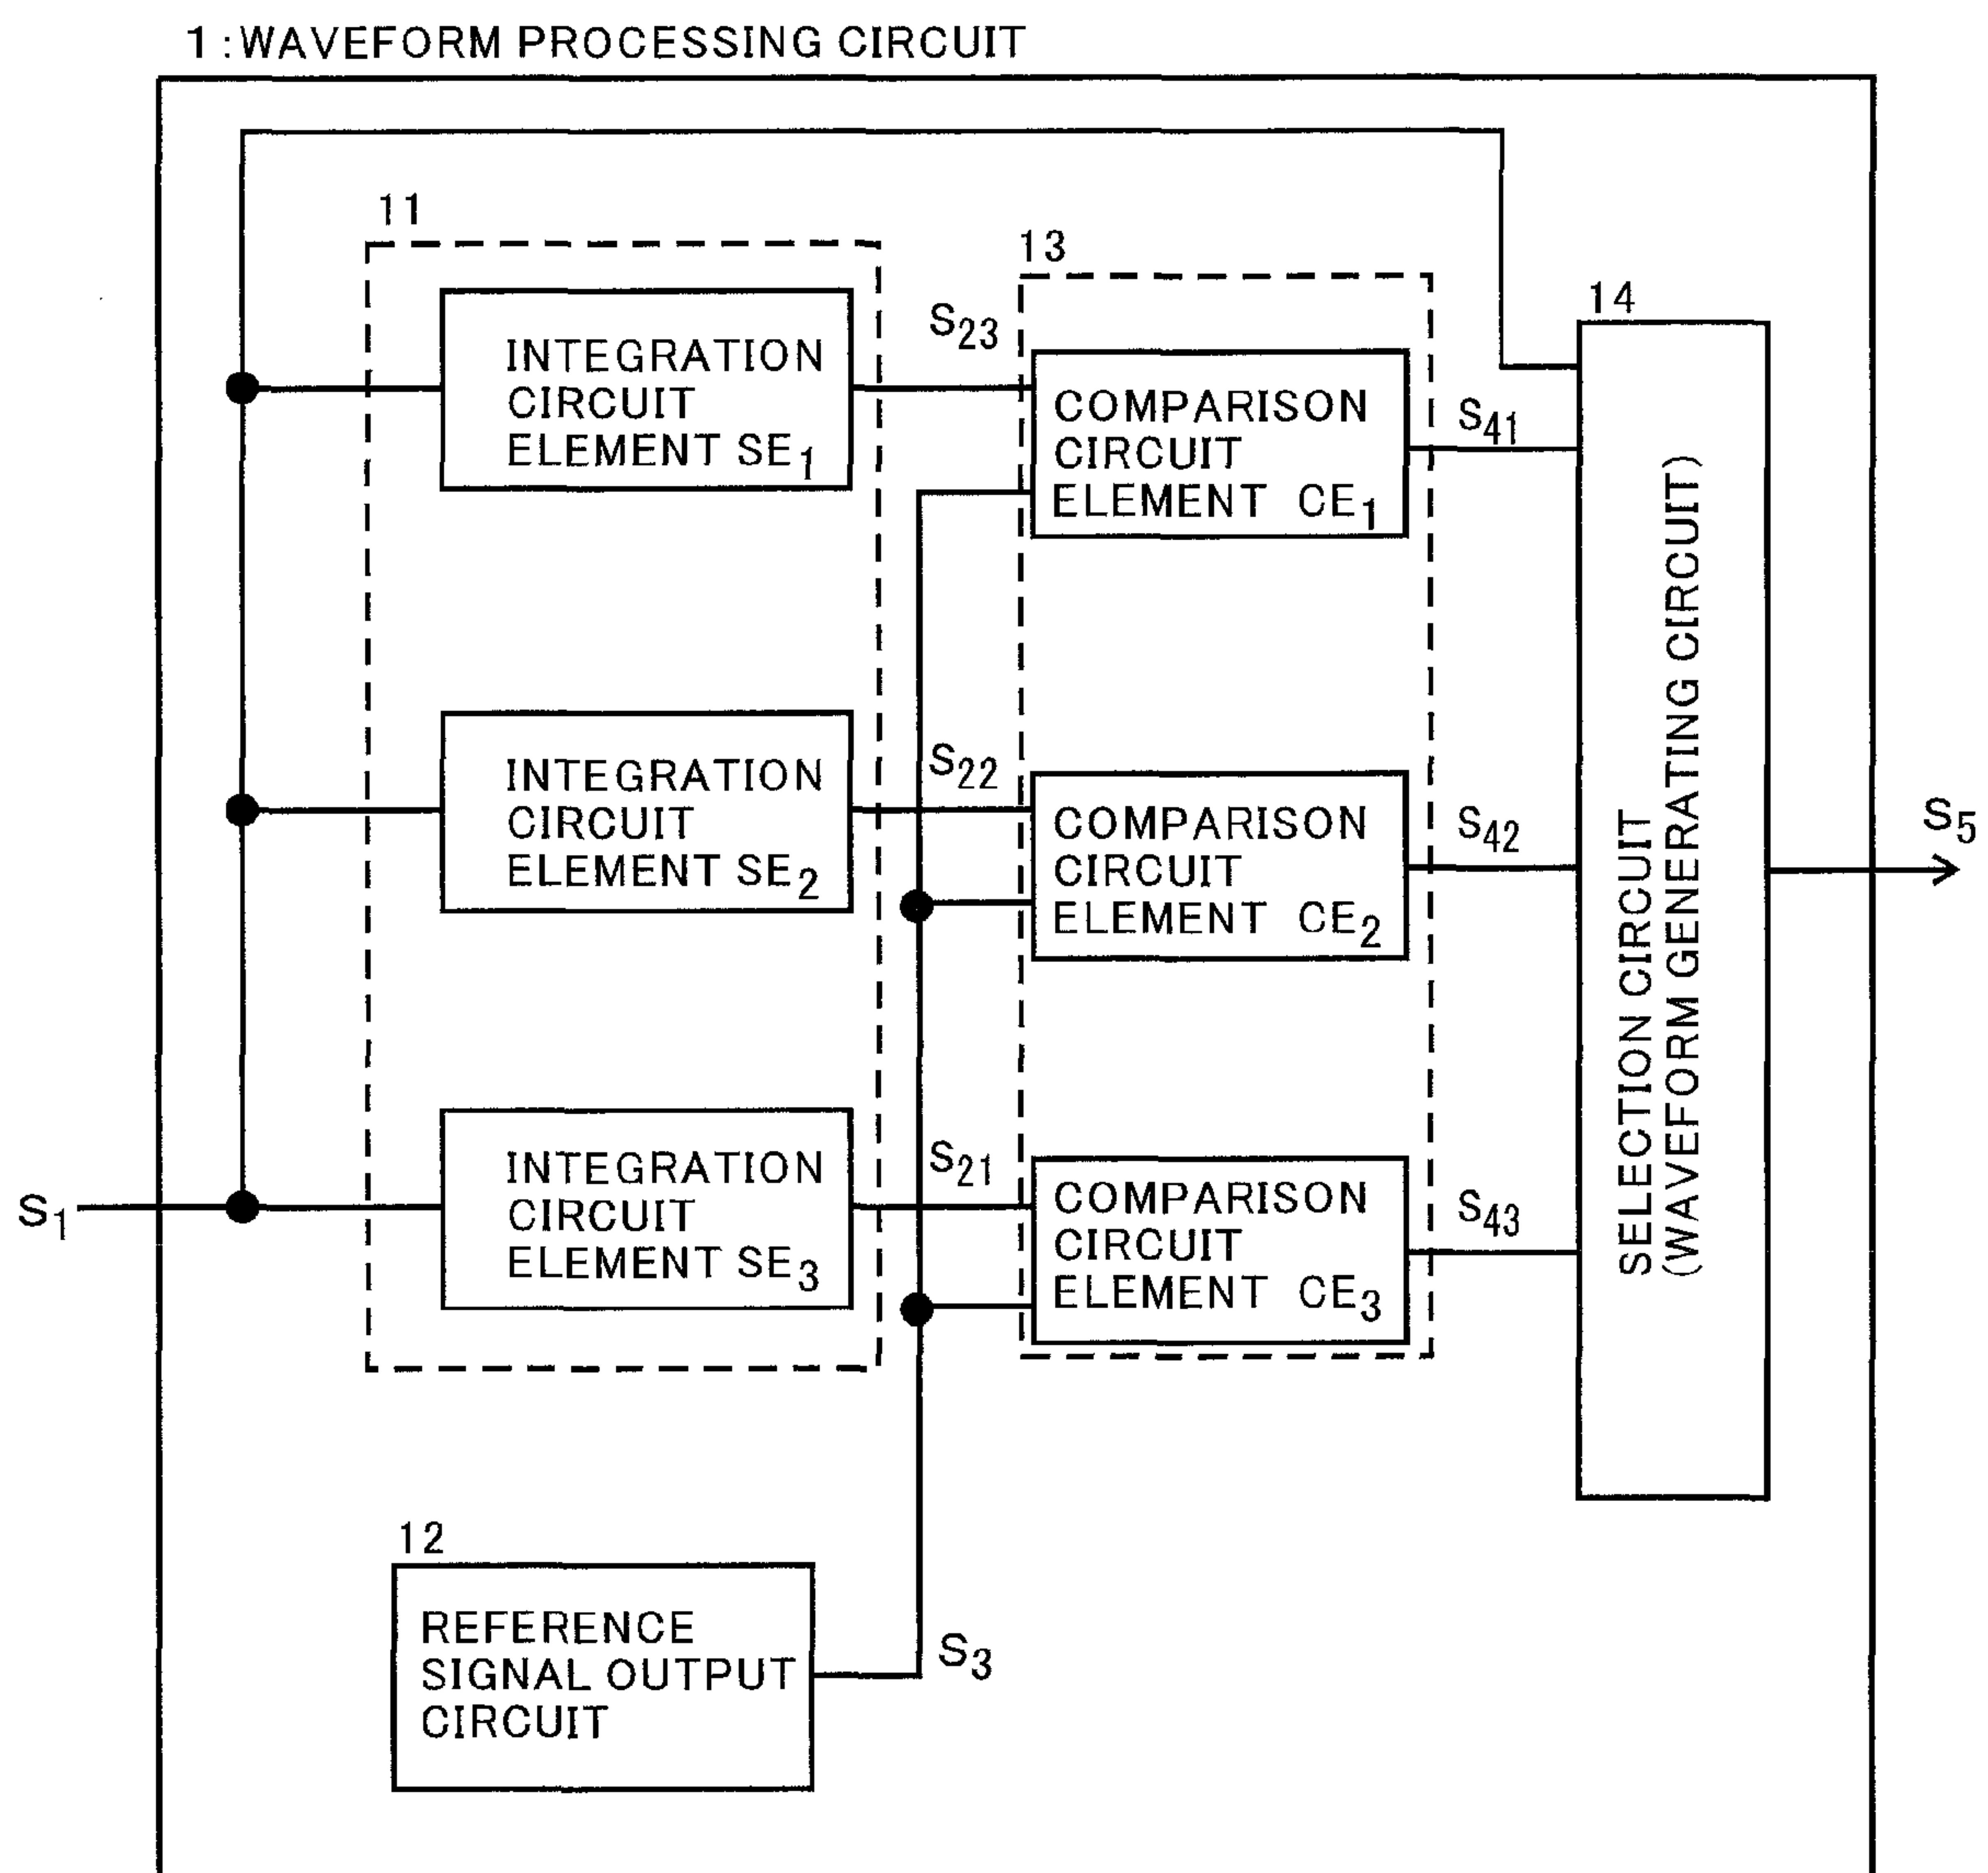 1:WAVEFORM PROCESSING CIRCUIT
11
INTEGRATION
CIRCUIT
ELEMENT SE1
S23
13
COMPARISON
CIRCUIT
ELEMENT CE1
S41
14
SELECTION CIRCUIT
(WAVEFORM GENERATING CIRCUIT)
INTEGRATION
CIRCUIT
ELEMENT SE2
S22
COMPARISON
CIRCUIT
ELEMENT CE2
S42
S5
S1
INTEGRATION
CIRCUIT
ELEMENT SE3
S21
COMPARISON
CIRCUIT
ELEMENT CE3
S43
12
REFERENCE
SIGNAL OUTPUT
CIRCUIT
S3